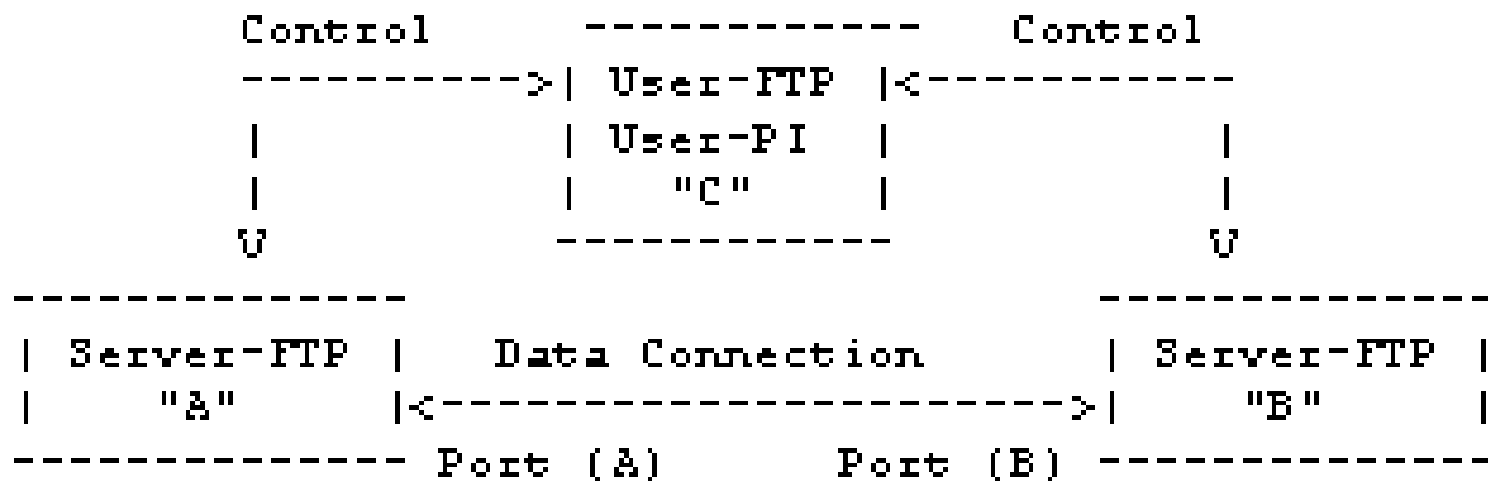 Control ------------ Control
---------->| User-FTP |<-----------
| | User-PI | |
| | "C" | |
V ------------ V
-------------- --------------
| Server-FTP | Data Connection | Server-FTP |
| "A" |<---------------------->| "B" |
-------------- Port (A) Port (B) --------------